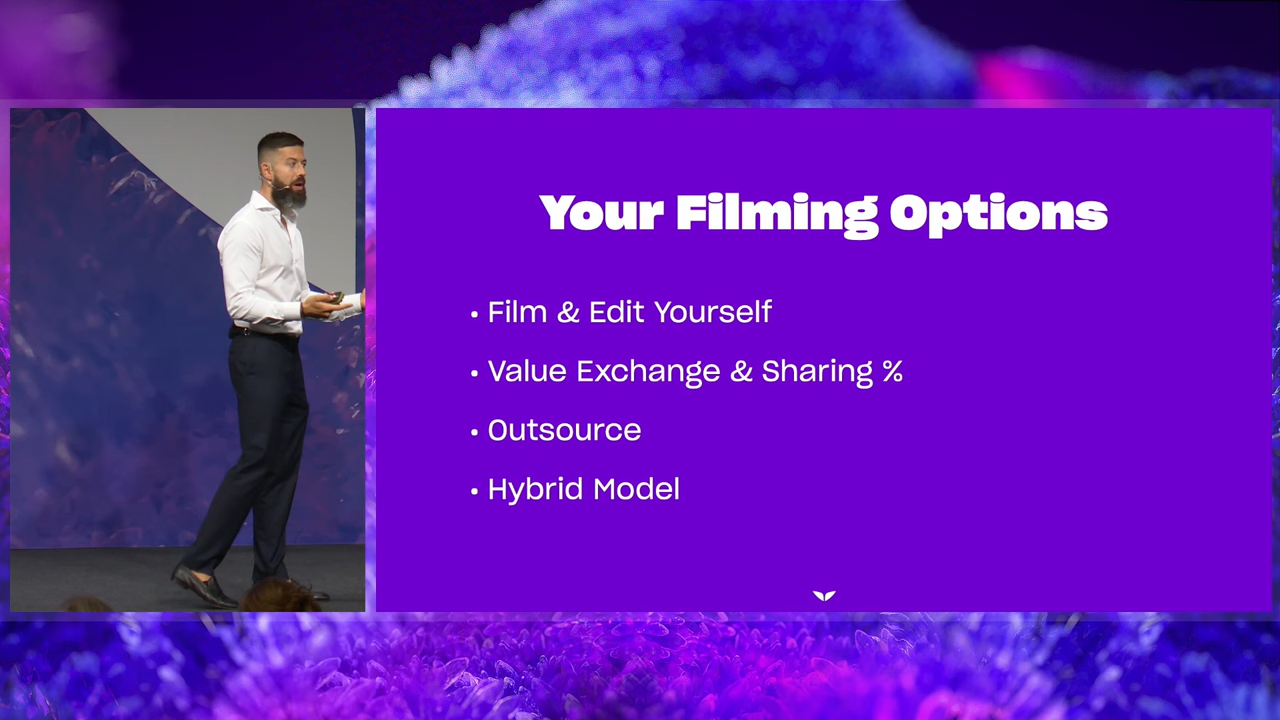 Your Filming Options
• Film & Edit Yourself
• Value Exchange & Sharing %
• Outsource
• Hybrid Model